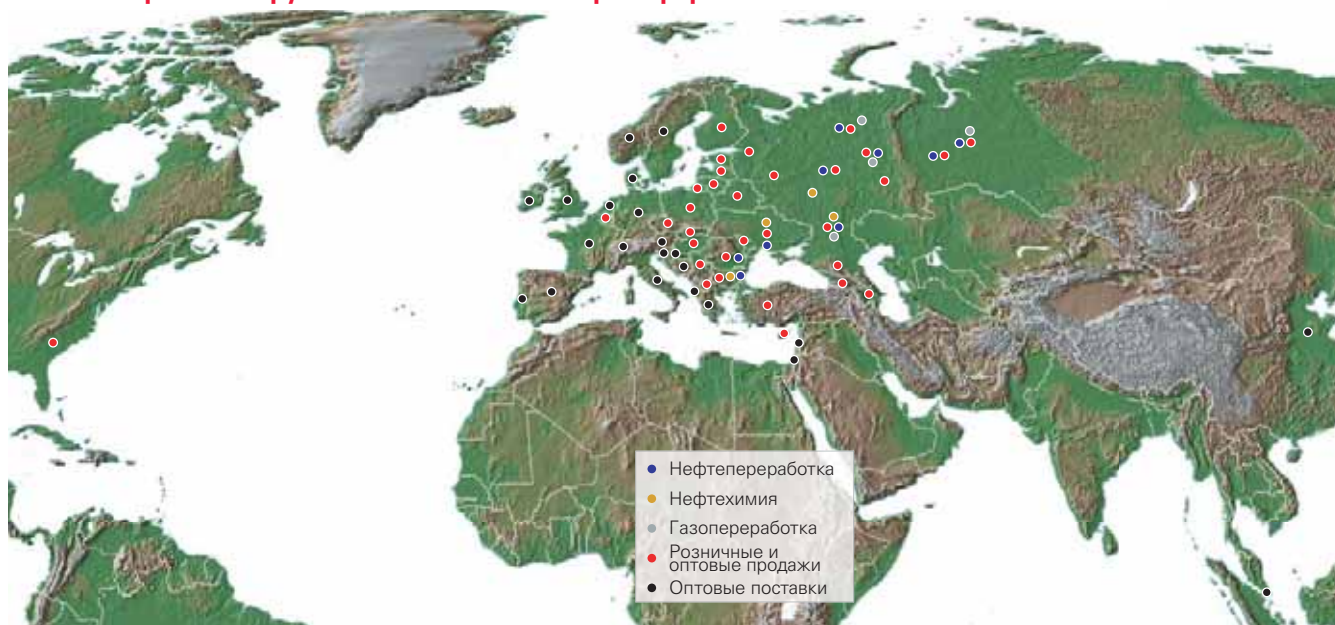 Нефтепереработка
Нефтехимия
Газопереработка
Розничные и
оптовые продажи
Оптовые поставки